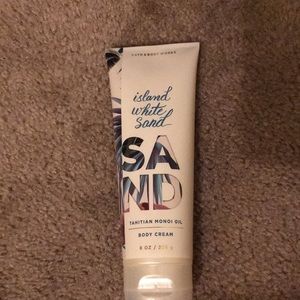 BATH & BODY WORKS
island
white
sand
SA
ND
TAHITIAN MONOI OIL
BODY CREAM
8 OZ / 226 g